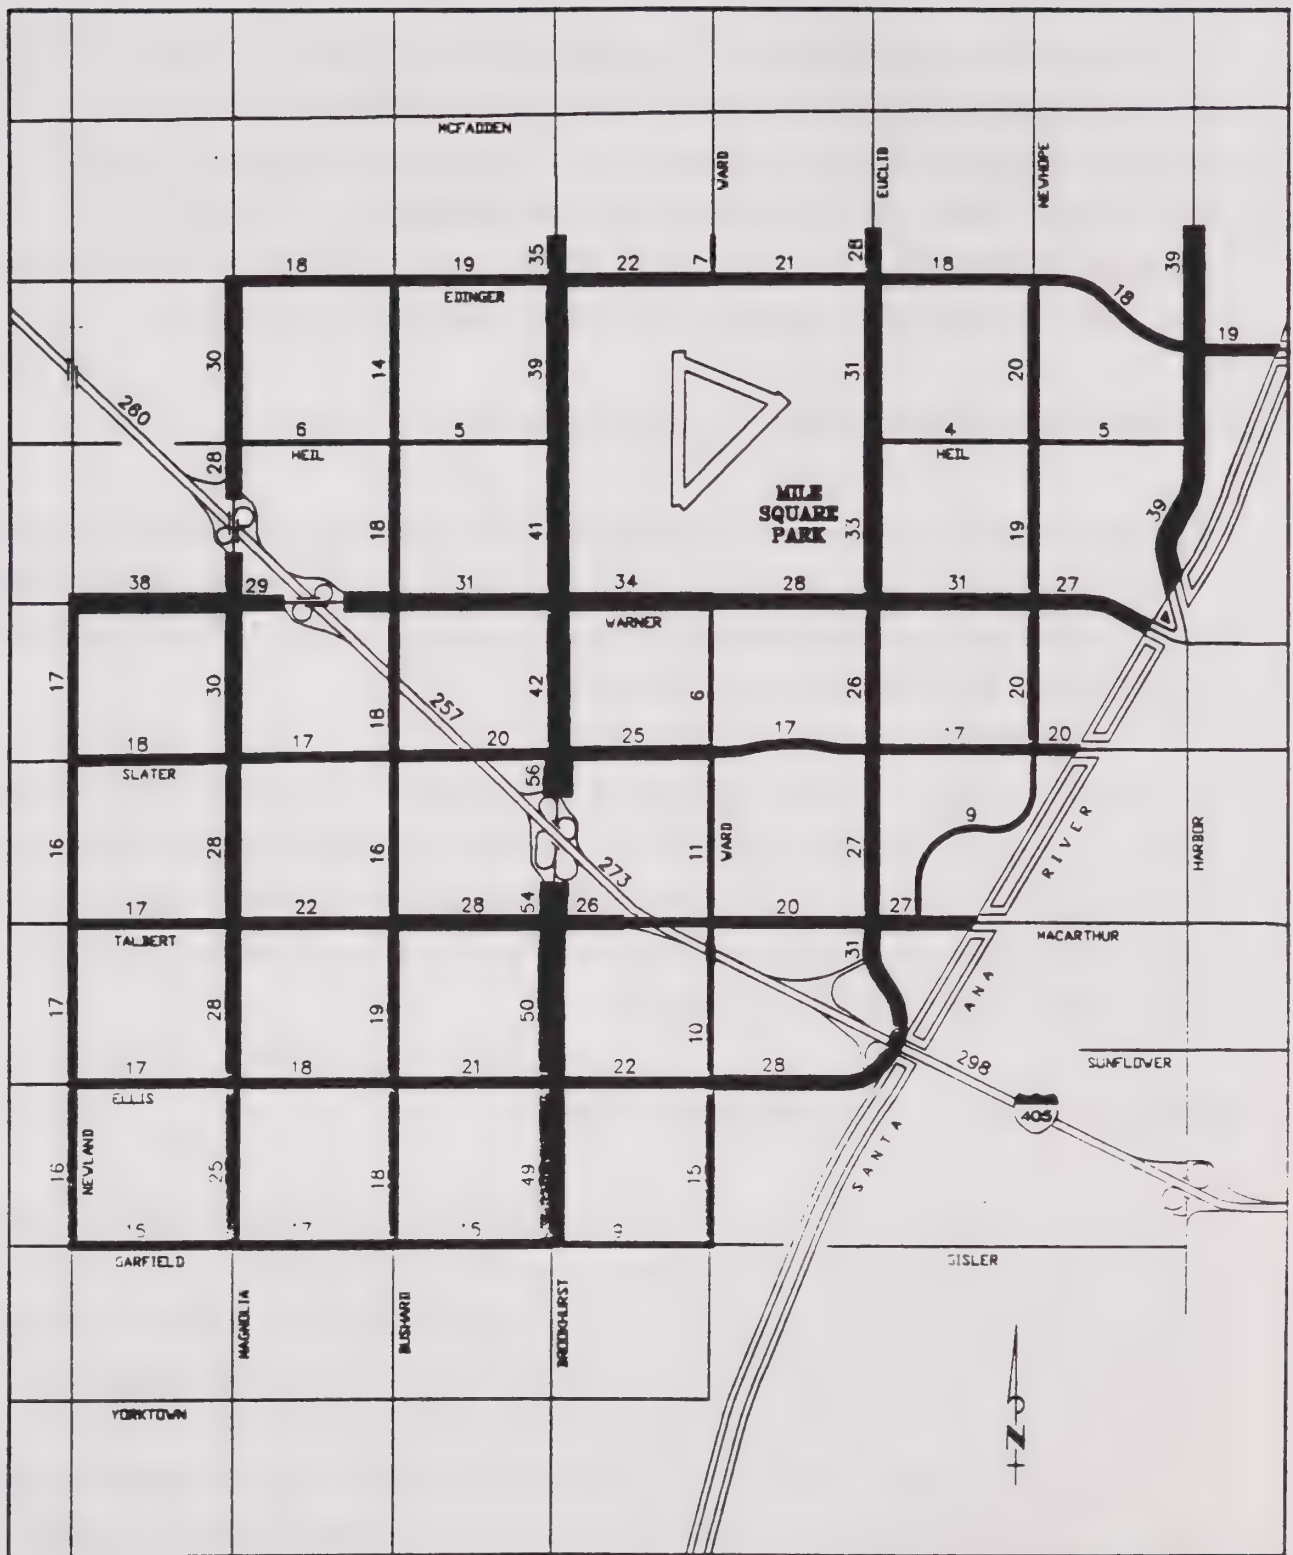 MCFADDEN
WARD
EUCLID
NEWHOPE
35
7
28
39
18
19
22
21
18
18
EDINGER
19
30
14
39
31
20
260
6
5
4
5
HEIL
HEIL
28
18
41
MILE
SQUARE
PARK
33
19
39
38
29
31
34
28
31
27
WARNER
17
30
18
257
42
6
26
20
18
17
20
25
17
17
20
SLATER
56
16
28
16
273
11
WARD
27
9
RIVER
HARBOR
17
22
28
54
26
20
27
TALBERT
MACARTHUR
31
17
28
19
50
10
ANA
17
18
21
22
28
298
SUNFLOWER
ELLIS
405
16
NEWLAND
25
18
49
15
SANTA
15
17
15
9
GARFIELD
GISLER
MAGNOLIA
BUSHARD
BROOKHURST
YORKTOWN
N